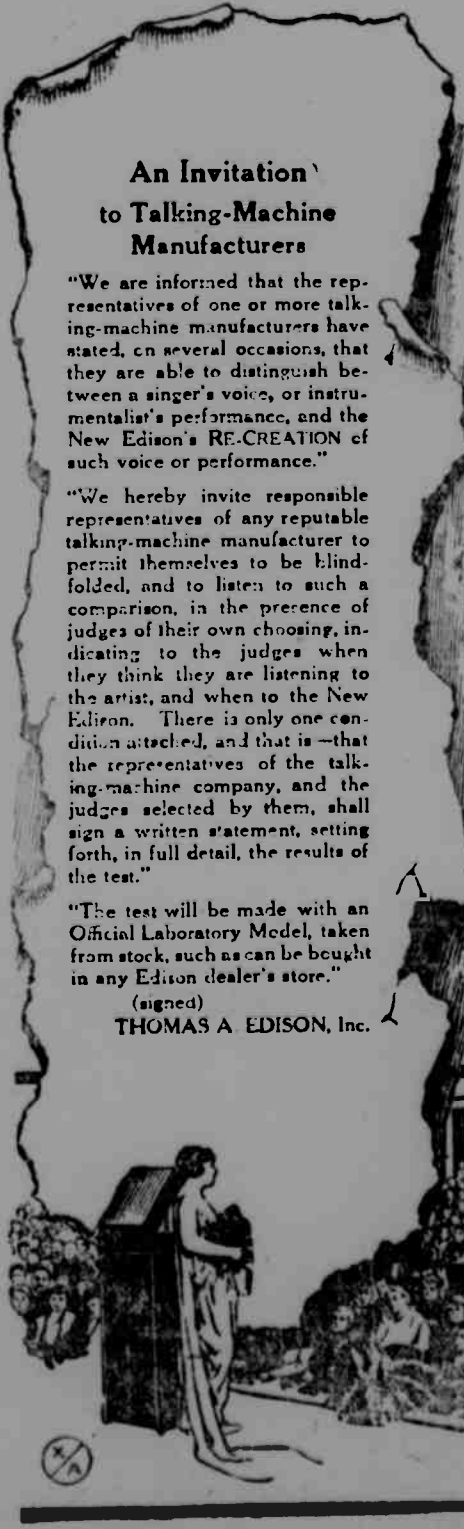 An Invitation
to Talking-Machine
Manufacturers
"We are informed that the rep-
resentatives of one or more talk-
ing-machine manufacturers have
stated, on several occasions, that
they are able to distinguish be-
tween a singer's voice, or instru-
mentalist's performance, and the
New Edison's RE-CREATION of
such voice or performance."
"We hereby invite responsible
representatives of any reputable
talking-machine manufacturer to
permit themselves to be blind-
folded, and to listen to such a
comparison, in the presence of
judges of their own choosing, in-
dicating to the judges when
they think they are listening to
the artist, and when to the New
Edison. There is only one con-
dition attached, and that is—that
the representatives of the talk-
ing-machine company, and the
judges selected by them, shall
sign a written statement, setting
forth, in full detail, the results of
the test."
"The test will be made with an
Official Laboratory Model, taken
from stock, such as can be bought
in any Edison dealer's store."
(signed)
THOMAS A. EDISON, Inc.